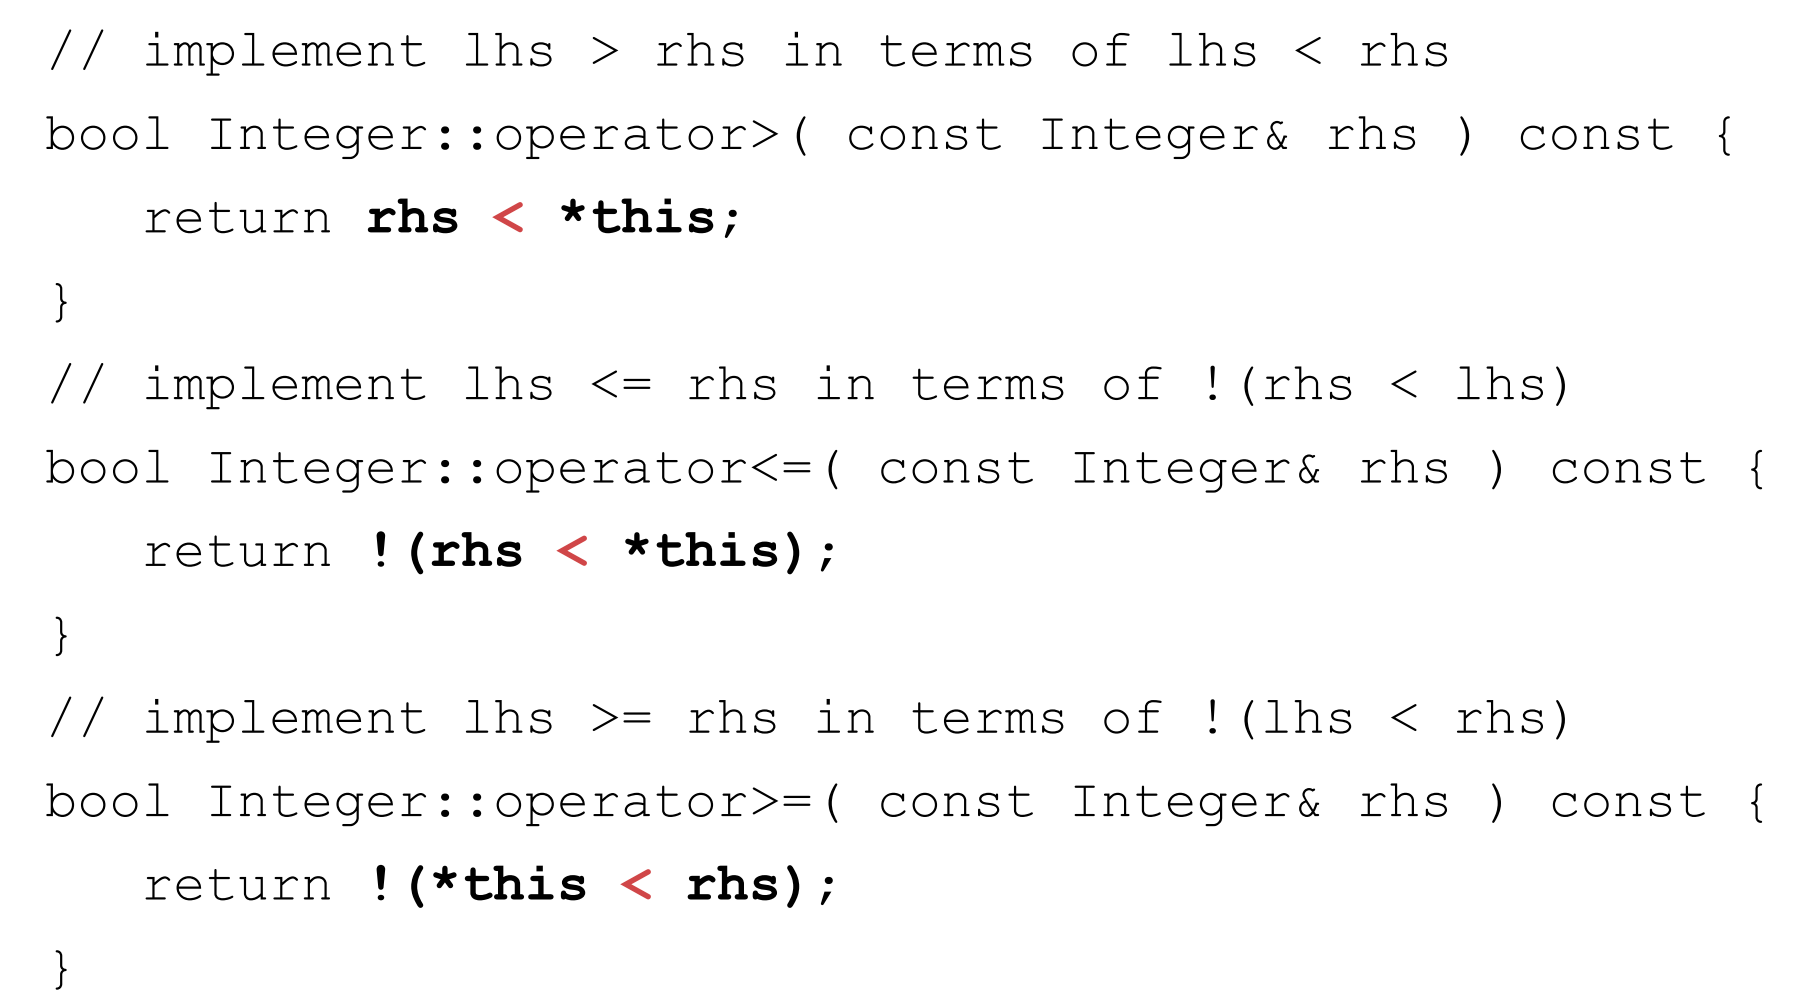 // implement lhs > rhs in terms of lhs < rhs
bool Integer::operator>( const Integer& rhs ) const {
   return rhs < *this;
}
// implement lhs <= rhs in terms of !(rhs < lhs)
bool Integer::operator<=( const Integer& rhs ) const {
   return !(rhs < *this);
}
// implement lhs >= rhs in terms of !(lhs < rhs)
bool Integer::operator>=( const Integer& rhs ) const {
   return !(*this < rhs);
}